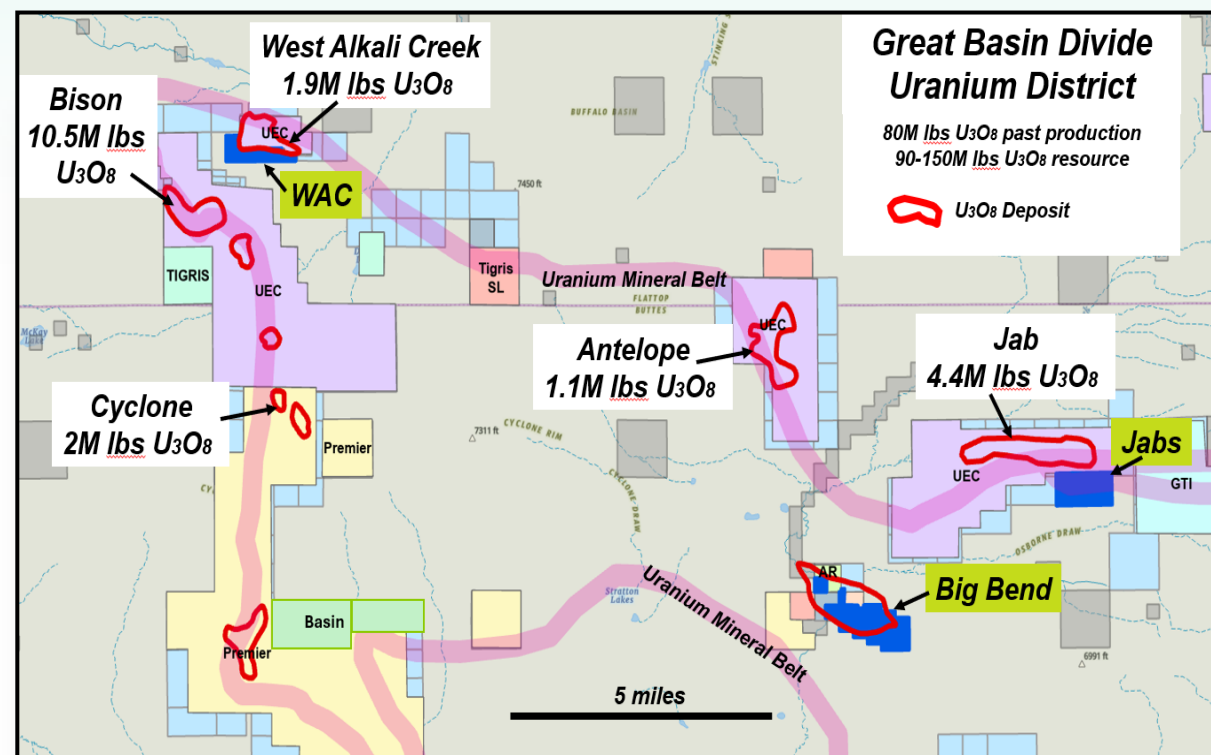 Great Basin Divide
Uranium District
80M lbs U₃O₈ past production
90-150M lbs U₃O₈ resource
U₃O₈ Deposit
West Alkali Creek
1.9M lbs U₃O₈
Bison
10.5M lbs
U₃O₈
UEC
WAC
BUFFALO BASIN
7450 ft
TIGRIS
UEC
Tigris
SL
Uranium Mineral Belt
FLATTOP
BUTTES
UEC
Antelope
1.1M lbs U₃O₈
Jab
4.4M lbs U₃O₈
Cyclone
2M lbs U₃O₈
Premier
7311 ft
CYCLONE RIM
CYCLONE DRAW
UEC
Jabs
GTI
OSBORNE DRAW
AR
Big Bend
Stratton
Lakes
Uranium Mineral Belt
Basin
Premier
6991 ft
5 miles